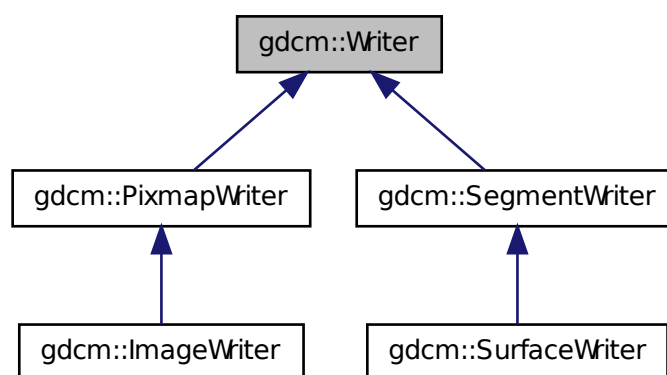 gdcm::Writer
gdcm::PixmapWriter
gdcm::SegmentWriter
gdcm::ImageWriter
gdcm::SurfaceWriter